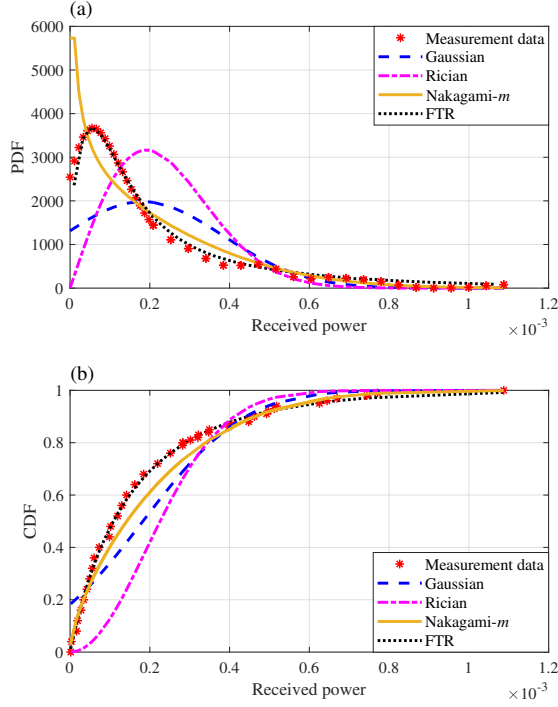 (a)
6000
5000
4000
3000
2000
1000
0
PDF
Measurement data
Gaussian
Rician
Nakagami-m
FTR
0 0.2 0.4 0.6 0.8 1 1.2
Received power
×10⁻³
(b)
1
0.8
0.6
0.4
0.2
0
CDF
Measurement data
Gaussian
Rician
Nakagami-m
FTR
0 0.2 0.4 0.6 0.8 1 1.2
Received power
×10⁻³